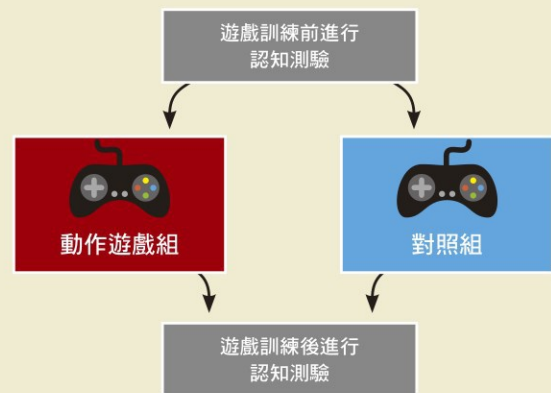 遊戲訓練前進行
認知測驗
動作遊戲組
對照組
遊戲訓練後進行
認知測驗